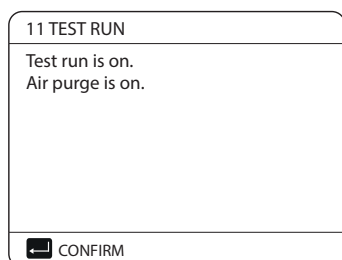 11 TEST RUN
Test run is on.
Air purge is on.
CONFIRM